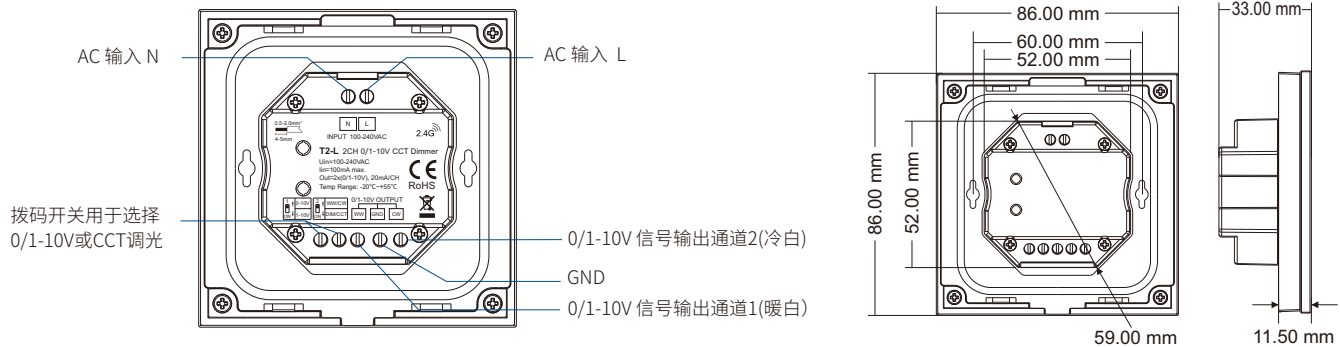 AC 输入 N
AC 输入 L
0.5-2.0mm²
4-5mm
N L
INPUT 100-240VAC
2.4G
T2-L 2CH 0/1-10V CCT Dimmer
Uin=100-240VAC
Iin=100mA max.
Out=2x(0/1-10V), 20mA/CH
Temp Range: -20℃~+55℃
CE
RoHS
0/1-10V OUTPUT
1 ON 0-10V 1-10V
2 ON WW/CW DIM/CCT
WW GND CW
拨码开关用于选择
0/1-10V或CCT调光
0/1-10V 信号输出通道2(冷白)
GND
0/1-10V 信号输出通道1(暖白)
86.00 mm
60.00 mm
52.00 mm
86.00 mm
52.00 mm
59.00 mm
33.00 mm
11.50 mm